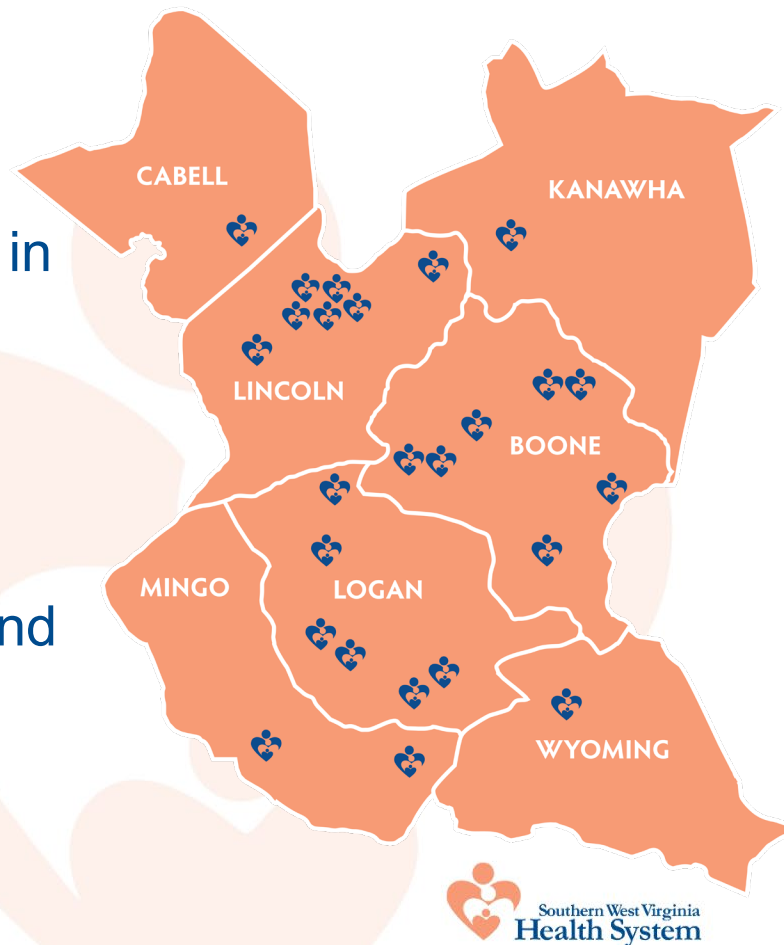 CABELL
KANAWHA
in
LINCOLN
BOONE
MINGO
LOGAN
nd
WYOMING
Southern West Virginia
Health System